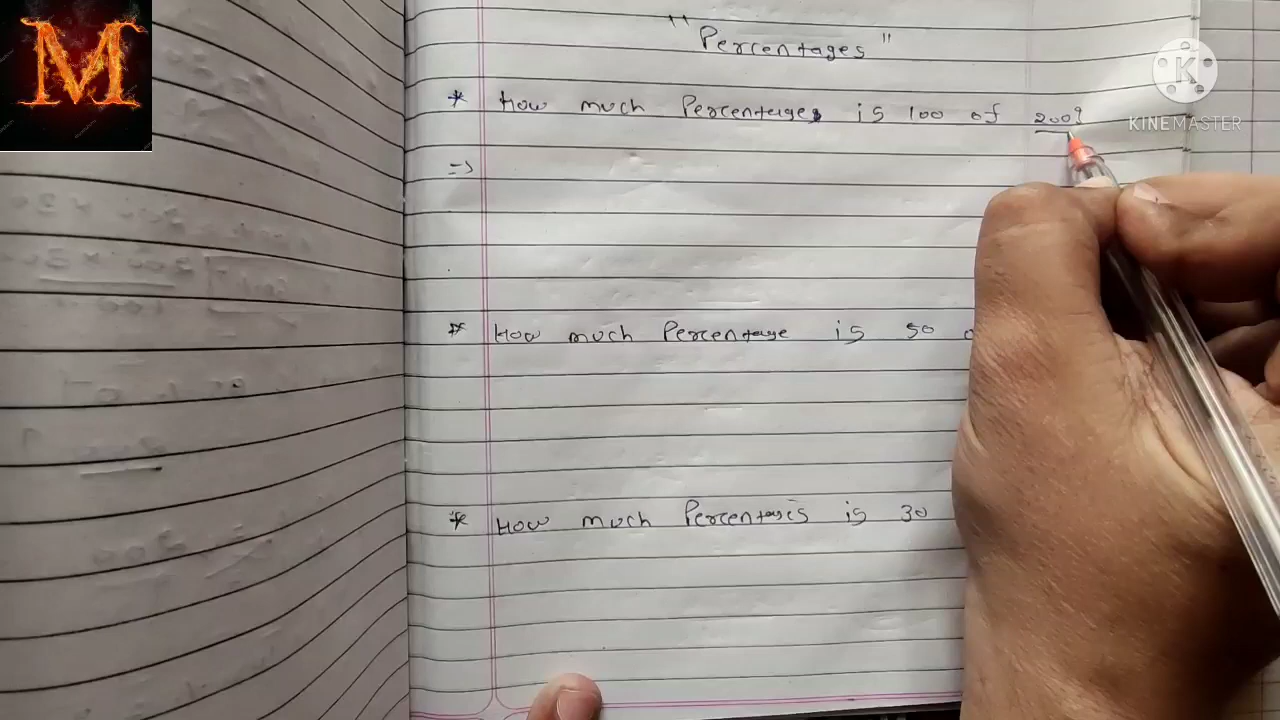 M
"Percentages"
* How much Percentages is 100 of 200?
KINEMASTER
=>
* How much Percentage is 50
* How much Percentages is 30